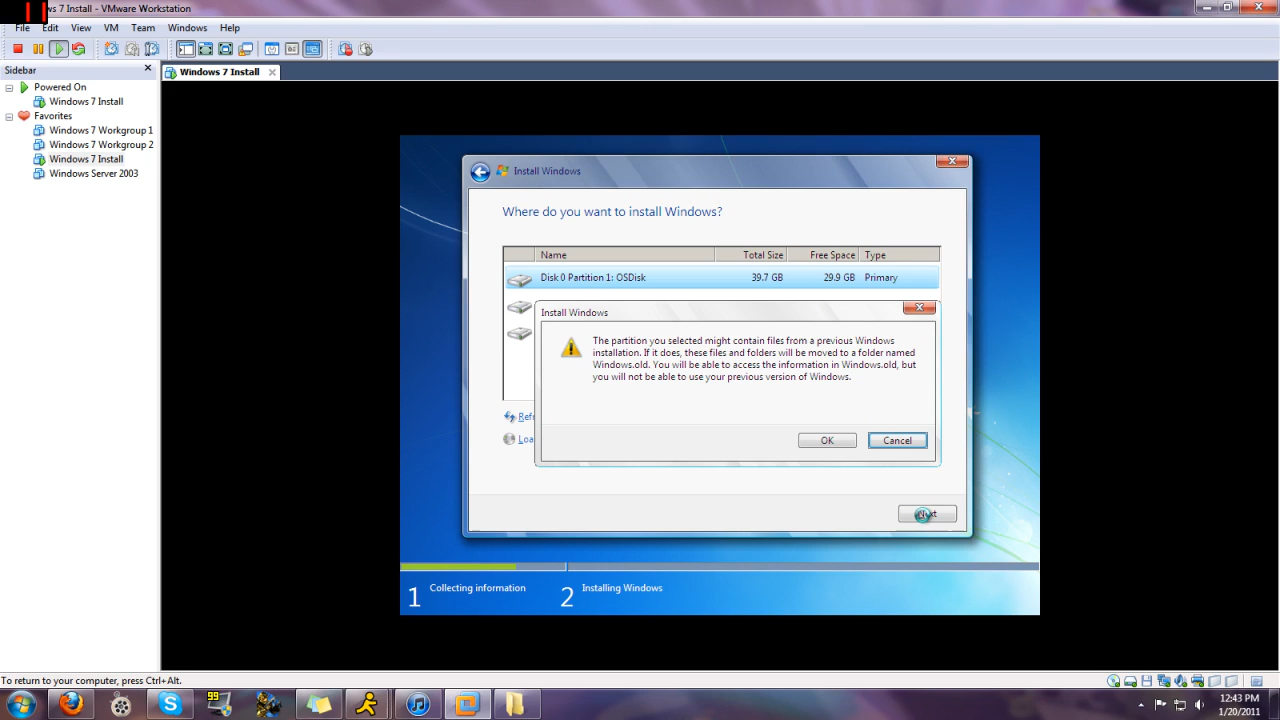 ws 7 Install - VMware Workstation
File Edit View VM Team Windows Help
Sidebar
Windows 7 Install
Powered On
Windows 7 Install
Favorites
Windows 7 Workgroup 1
Windows 7 Workgroup 2
Windows 7 Install
Windows Server 2003
Install Windows
Where do you want to install Windows?
Name Total Size Free Space Type
Disk 0 Partition 1: OSDisk 39.7 GB 29.9 GB Primary
Install Windows
The partition you selected might contain files from a previous Windows
installation. If it does, these files and folders will be moved to a folder named
Windows.old. You will be able to access the information in Windows.old, but
you will not be able to use your previous version of Windows.
Refr
Loa
OK Cancel
1 Collecting information 2 Installing Windows
To return to your computer, press Ctrl+Alt.
99
12:43 PM
1/20/2011